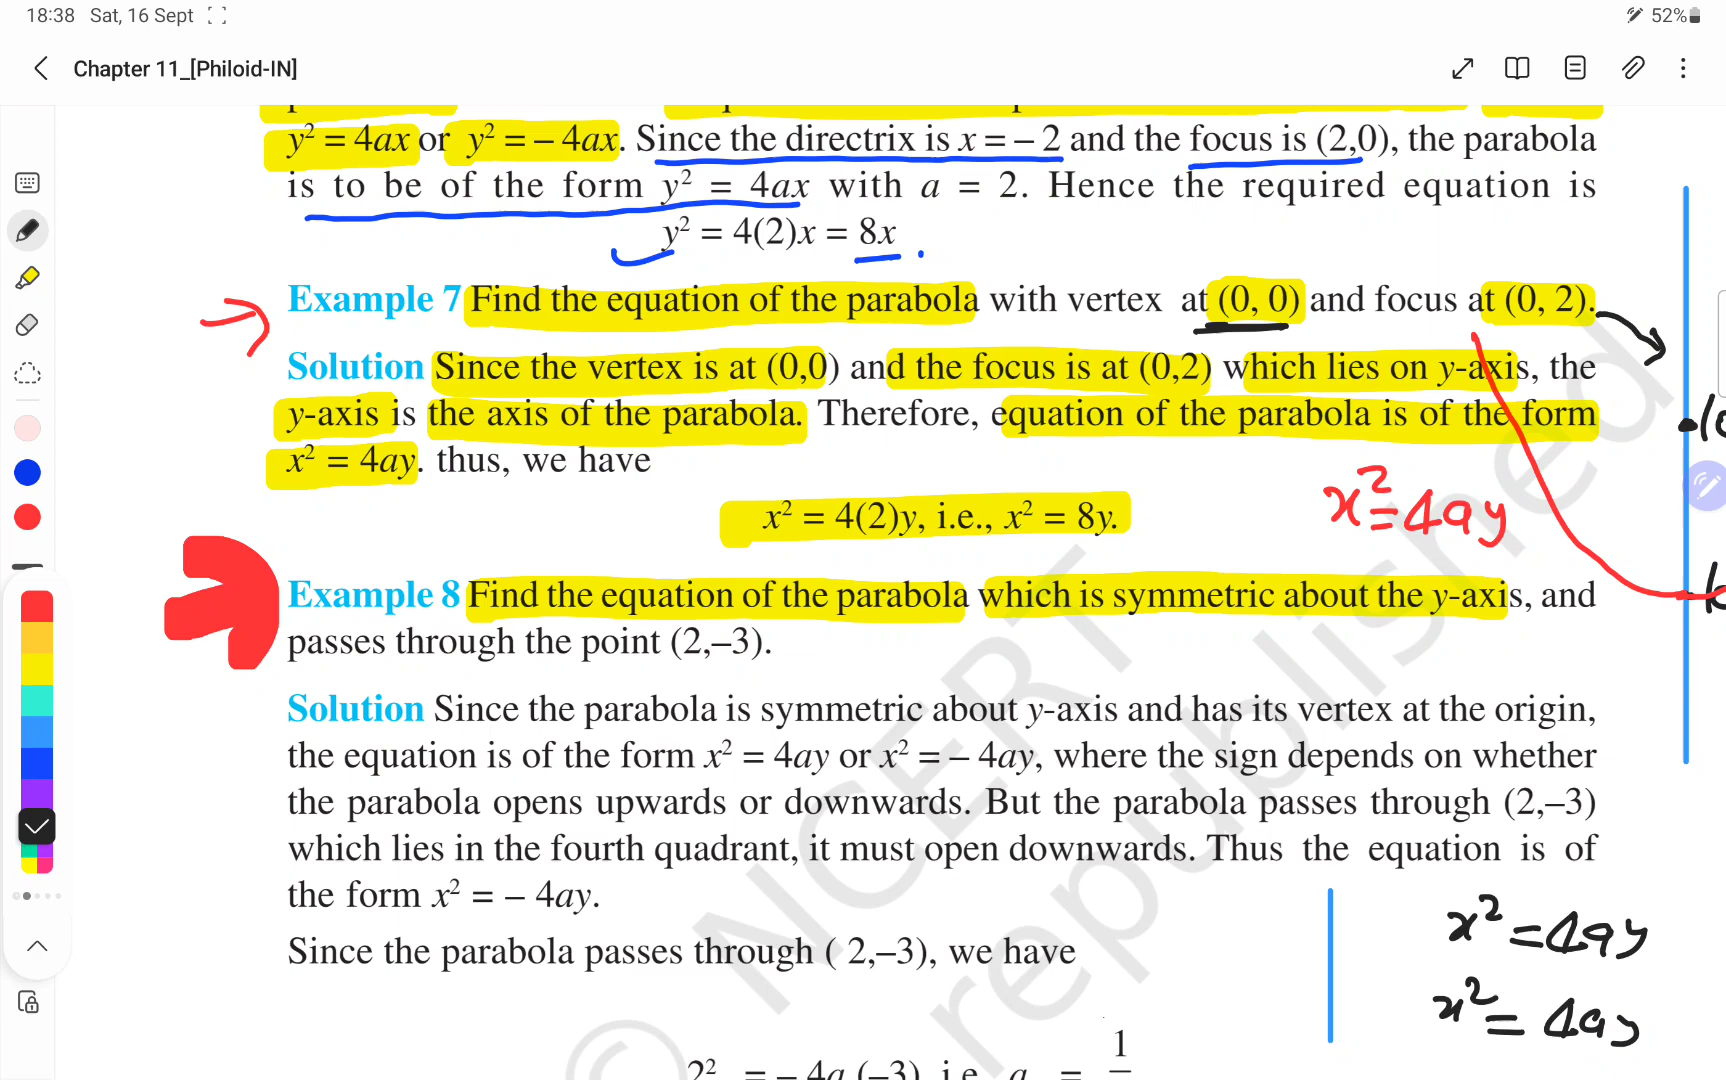 18:38 Sat, 16 Sept
52%
Chapter 11_[Philoid-IN]
y² = 4ax or y² = – 4ax. Since the directrix is x = – 2 and the focus is (2,0), the parabola
is to be of the form y² = 4ax with a = 2. Hence the required equation is
y² = 4(2)x = 8x
Example 7 Find the equation of the parabola with vertex at (0, 0) and focus at (0, 2).
Solution Since the vertex is at (0,0) and the focus is at (0,2) which lies on y-axis, the
y-axis is the axis of the parabola. Therefore, equation of the parabola is of the form
x² = 4ay. thus, we have
x² = 4(2)y, i.e., x² = 8y.
x² = 4ay
Example 8 Find the equation of the parabola which is symmetric about the y-axis, and
passes through the point (2,–3).
Solution Since the parabola is symmetric about y-axis and has its vertex at the origin,
the equation is of the form x² = 4ay or x² = – 4ay, where the sign depends on whether
the parabola opens upwards or downwards. But the parabola passes through (2,–3)
which lies in the fourth quadrant, it must open downwards. Thus the equation is of
the form x² = – 4ay.
Since the parabola passes through ( 2,–3), we have
x² = 4ay
x² = 4ay
2² = – 4a (–3), i.e., a = 1
© NCERT
republished